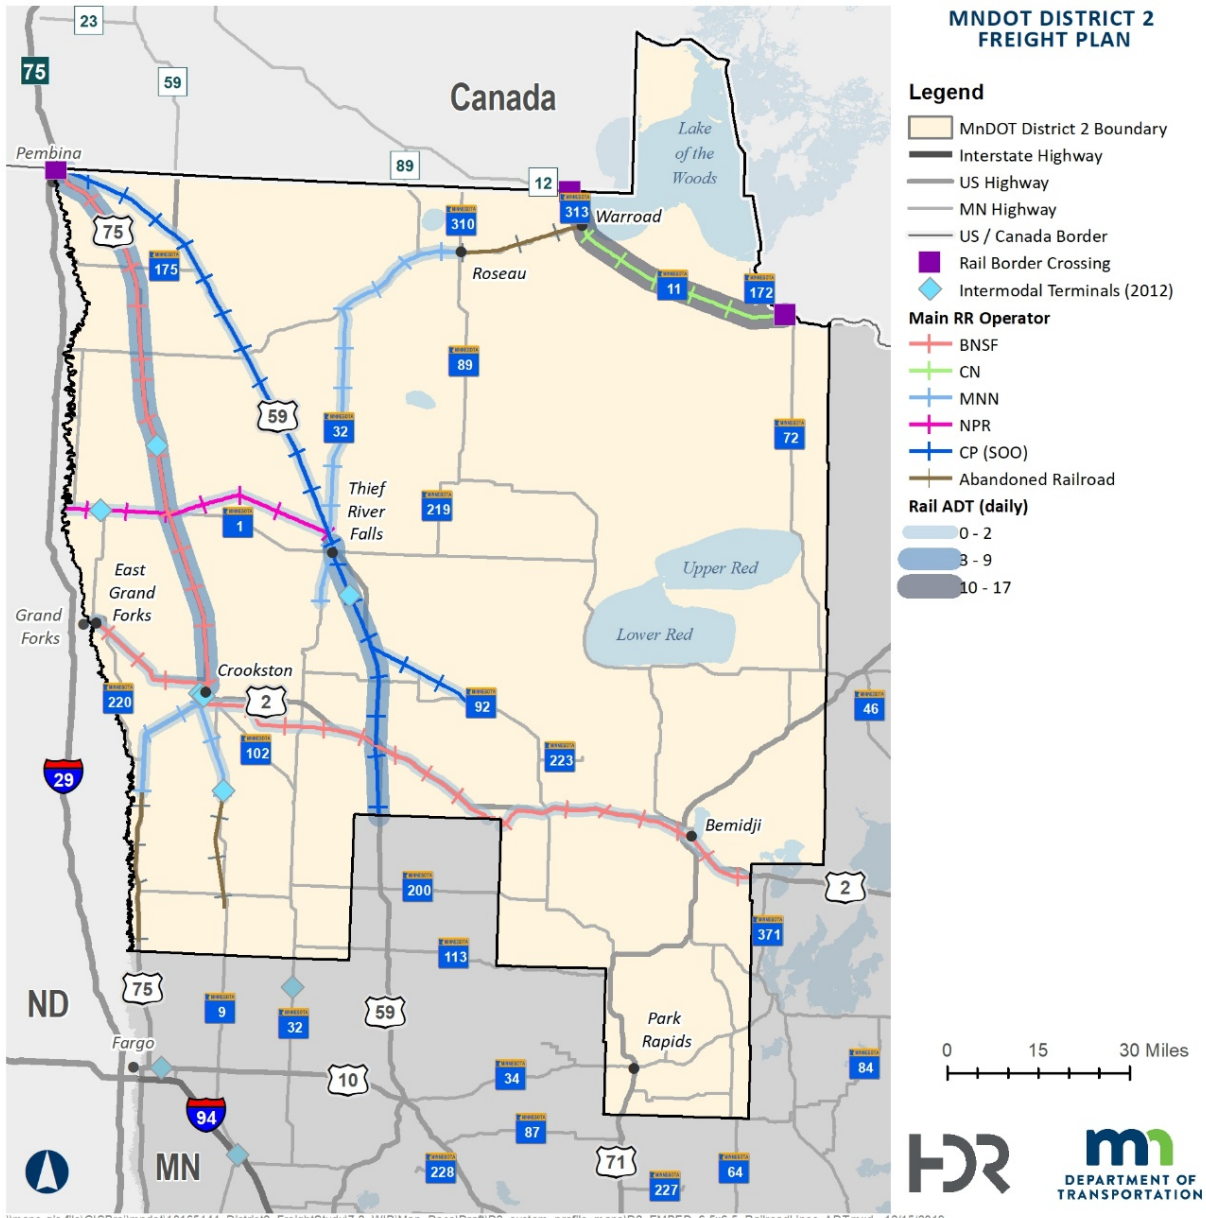 MNDOT DISTRICT 2
FREIGHT PLAN
Legend
MnDOT District 2 Boundary
Interstate Highway
US Highway
MN Highway
US / Canada Border
Rail Border Crossing
Intermodal Terminals (2012)
Main RR Operator
BNSF
CN
MNN
NPR
CP (SOO)
Abandoned Railroad
Rail ADT (daily)
0 - 2
3 - 9
10 - 17
23
75
59
Canada
Pembina
89
12
Lake
of the
Woods
313
Warroad
310
75
175
Roseau
11
172
89
59
32
72
Thief
River
Falls
219
1
East
Grand
Forks
Upper Red
Grand
Forks
Lower Red
Crookston
220
2
92
46
102
223
29
Bemidji
200
2
371
113
75
ND
9
32
59
Park
Rapids
Fargo
10
34
84
94
87
MN
228
71
64
227
0 15 30 Miles
HDR
mn
DEPARTMENT OF
TRANSPORTATION